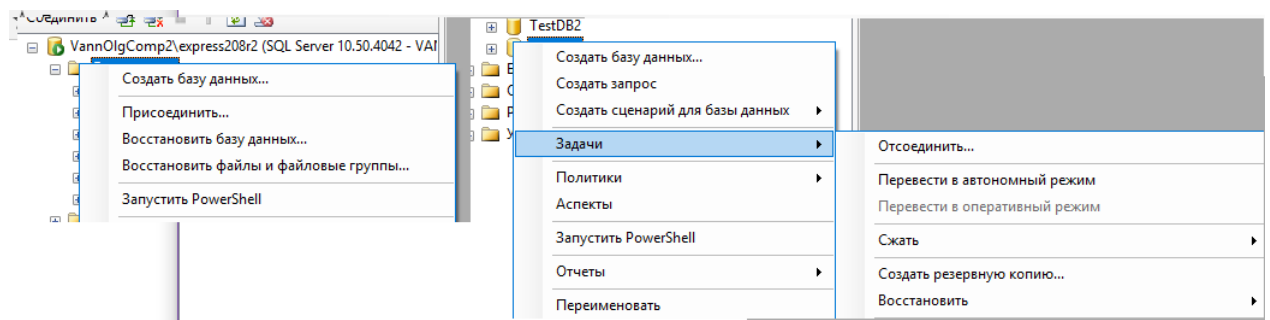 Соединить
VannOlgComp2\express208r2 (SQL Server 10.50.4042 - VAI
Создать базу данных...
Присоединить...
Восстановить базу данных...
Восстановить файлы и файловые группы...
Запустить PowerShell
TestDB2
Создать базу данных...
Создать запрос
Создать сценарий для базы данных
Задачи
Политики
Аспекты
Запустить PowerShell
Отчеты
Переименовать
Отсоединить...
Перевести в автономный режим
Перевести в оперативный режим
Сжать
Создать резервную копию...
Восстановить